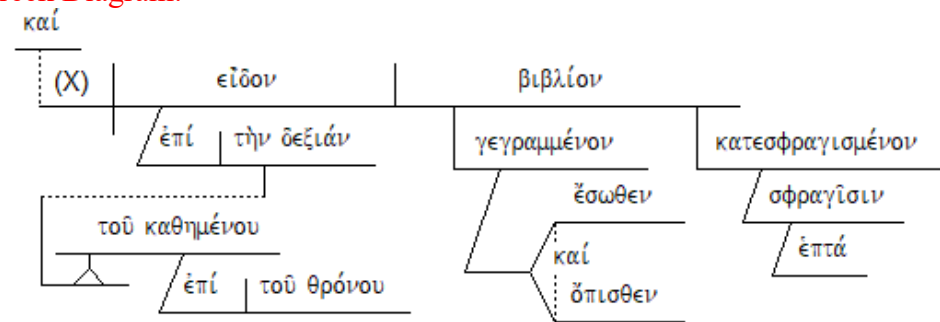 καί
(X) εἶδον βιβλίον
ἐπί τὴν δεξιάν γεγραμμένον κατεσφραγισμένον
ἔσωθεν σφραγῖσιν
τοῦ καθημένου
καί ἑπτά
ἐπί τοῦ θρόνου ὄπισθεν